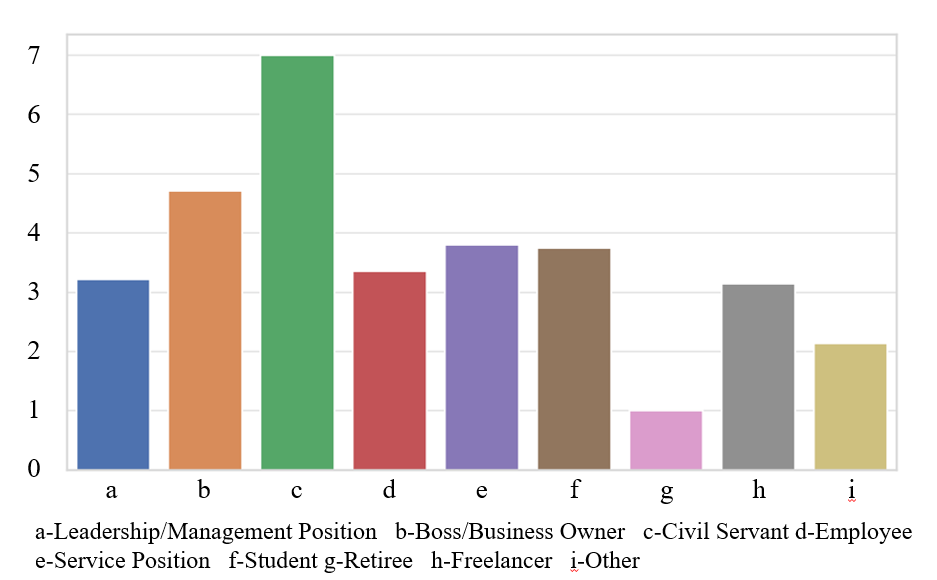 7
6
5
4
3
2
1
0
a b c d e f g h i
a-Leadership/Management Position b-Boss/Business Owner c-Civil Servant d-Employee
e-Service Position f-Student g-Retiree h-Freelancer i-Other